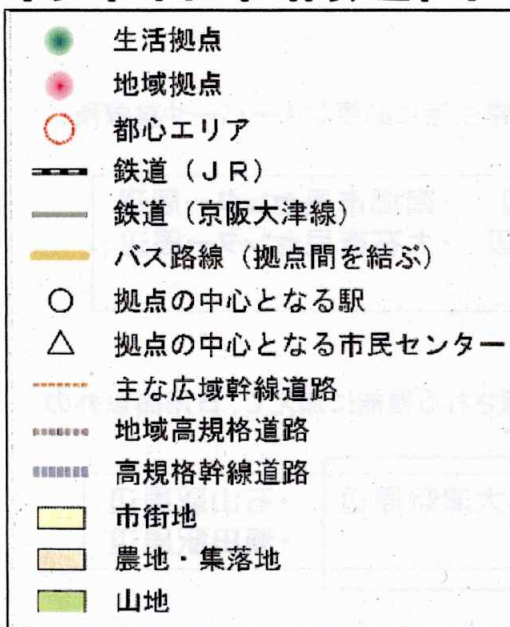 生活拠点
地域拠点
都心エリア
鉄道（ＪＲ）
鉄道（京阪大津線）
バス路線（拠点間を結ぶ）
拠点の中心となる駅
拠点の中心となる市民センター
主な広域幹線道路
地域高規格道路
高規格幹線道路
市街地
農地・集落地
山地